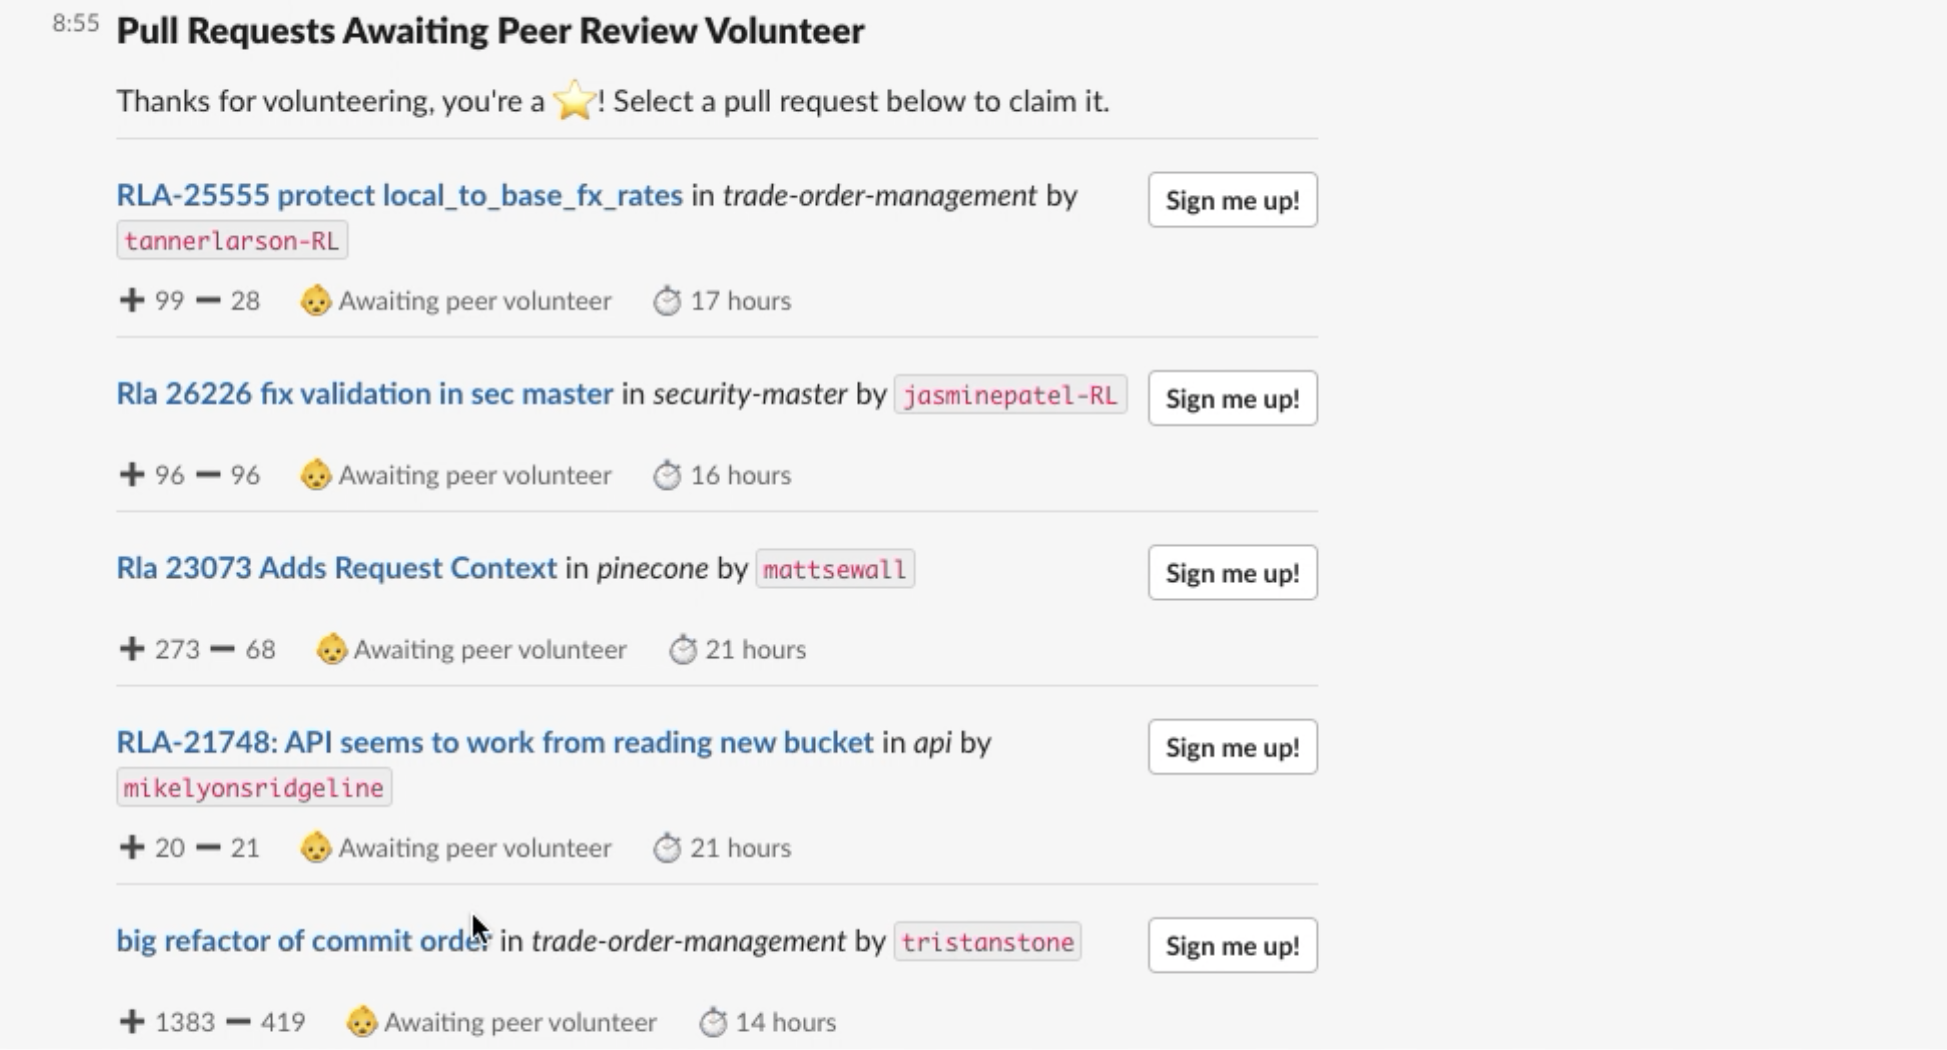 8:55 Pull Requests Awaiting Peer Review Volunteer
Thanks for volunteering, you're a ⭐! Select a pull request below to claim it.
RLA-25555 protect local_to_base_fx_rates in trade-order-management by
tannerlarson-RL
Sign me up!
➕ 99 ➖ 28 👶 Awaiting peer volunteer ⏱ 17 hours
Rla 26226 fix validation in sec master in security-master by jasminepatel-RL
Sign me up!
➕ 96 ➖ 96 👶 Awaiting peer volunteer ⏱ 16 hours
Rla 23073 Adds Request Context in pinecone by mattsewall
Sign me up!
➕ 273 ➖ 68 👶 Awaiting peer volunteer ⏱ 21 hours
RLA-21748: API seems to work from reading new bucket in api by
mikelyonsridgeline
Sign me up!
➕ 20 ➖ 21 👶 Awaiting peer volunteer ⏱ 21 hours
big refactor of commit order in trade-order-management by tristanstone
Sign me up!
➕ 1383 ➖ 419 👶 Awaiting peer volunteer ⏱ 14 hours